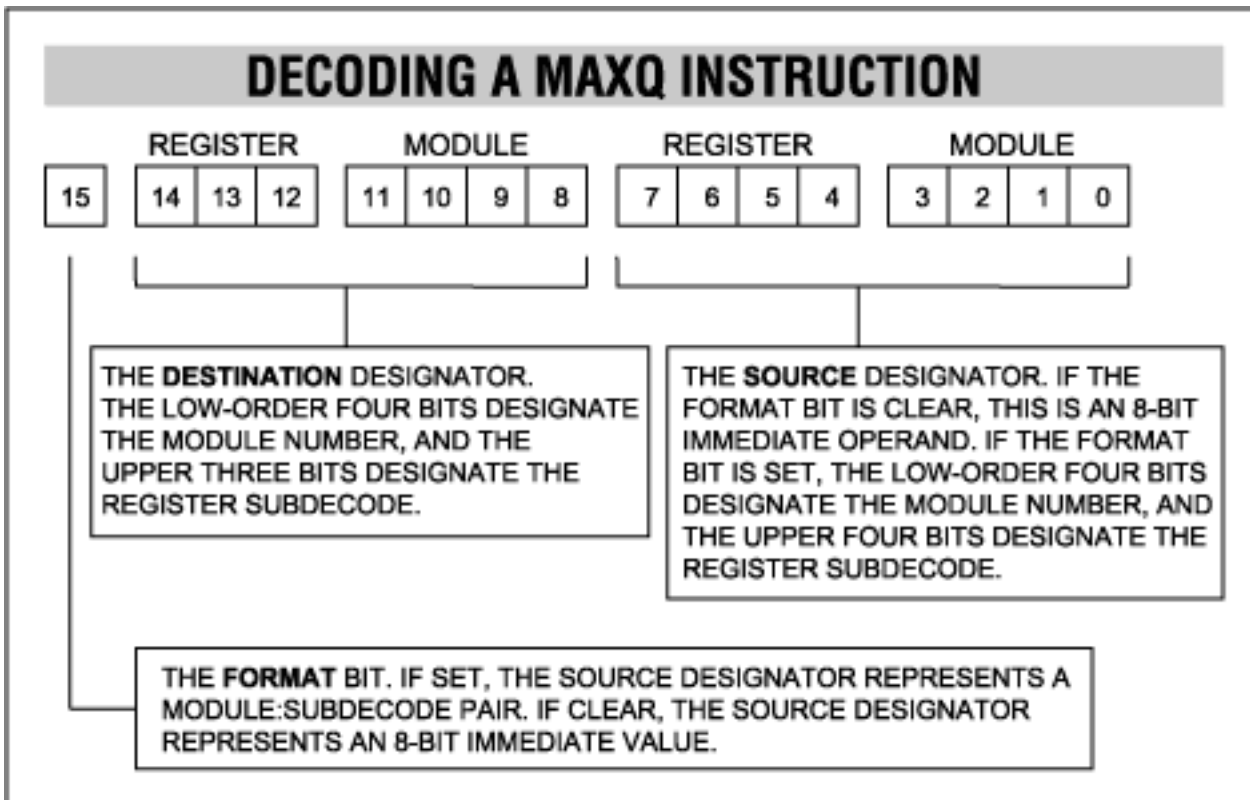 DECODING A MAXQ INSTRUCTION
REGISTER MODULE REGISTER MODULE
15 14 13 12 11 10 9 8 7 6 5 4 3 2 1 0
THE DESTINATION DESIGNATOR.
THE LOW-ORDER FOUR BITS DESIGNATE
THE MODULE NUMBER, AND THE
UPPER THREE BITS DESIGNATE THE
REGISTER SUBDECODE.
THE SOURCE DESIGNATOR. IF THE
FORMAT BIT IS CLEAR, THIS IS AN 8-BIT
IMMEDIATE OPERAND. IF THE FORMAT
BIT IS SET, THE LOW-ORDER FOUR BITS
DESIGNATE THE MODULE NUMBER, AND
THE UPPER FOUR BITS DESIGNATE THE
REGISTER SUBDECODE.
THE FORMAT BIT. IF SET, THE SOURCE DESIGNATOR REPRESENTS A
MODULE:SUBDECODE PAIR. IF CLEAR, THE SOURCE DESIGNATOR
REPRESENTS AN 8-BIT IMMEDIATE VALUE.